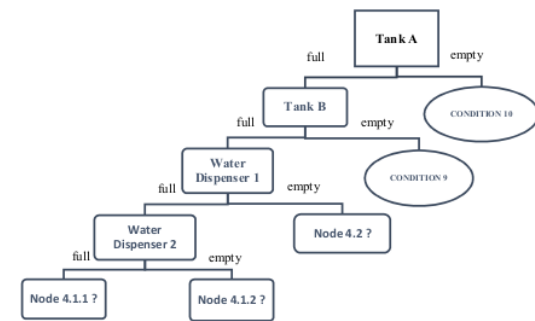 Tank A
full
empty
Tank B
CONDITION 10
full
empty
Water
Dispenser 1
CONDITION 9
full
empty
Water
Dispenser 2
Node 4.2 ?
full
empty
Node 4.1.1 ?
Node 4.1.2 ?